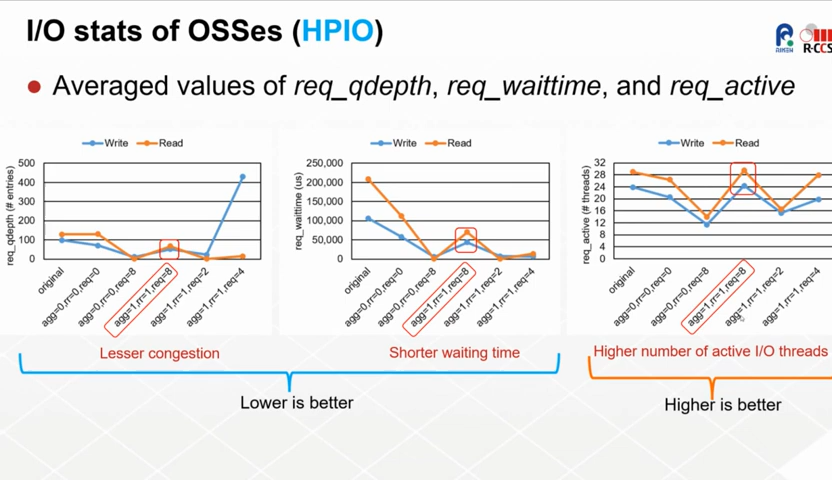 I/O stats of OSSes (HPIO)
RIKEN
R-CCS
● Averaged values of req_qdepth, req_waittime, and req_active
Write Read
req_qdepth (# entries)
500
400
300
200
100
0
original
agg=0,rr=0,req=0
agg=0,rr=0,req=8
agg=1,rr=1,req=8
agg=1,rr=1,req=2
agg=1,rr=1,req=4
Lesser congestion
Write Read
req_waittime (us)
250,000
200,000
150,000
100,000
50,000
0
original
agg=0,rr=0,req=0
agg=0,rr=0,req=8
agg=1,rr=1,req=8
agg=1,rr=1,req=2
agg=1,rr=1,req=4
Shorter waiting time
Write Read
req_active (# threads)
32
28
24
20
16
12
8
4
0
original
agg=0,rr=0,req=0
agg=0,rr=0,req=8
agg=1,rr=1,req=8
agg=1,rr=1,req=2
agg=1,rr=1,req=4
Higher number of active I/O threads
Lower is better
Higher is better